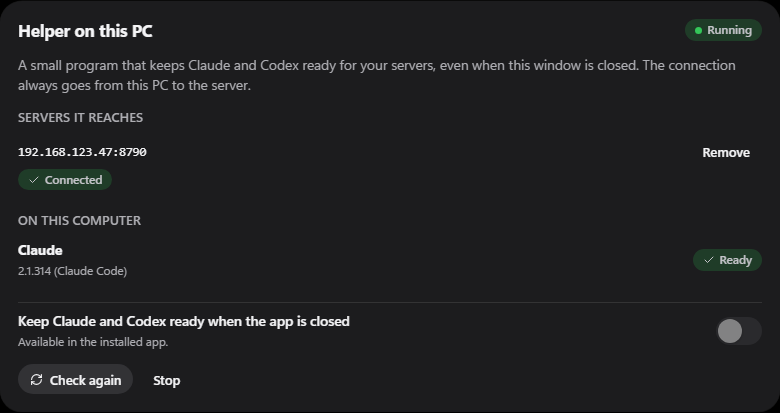 Helper on this PC
Running
A small program that keeps Claude and Codex ready for your servers, even when this window is closed. The connection
always goes from this PC to the server.
SERVERS IT REACHES
192.168.123.47:8790
Remove
Connected
ON THIS COMPUTER
Claude
2.1.314 (Claude Code)
Ready
Keep Claude and Codex ready when the app is closed
Available in the installed app.
Check again
Stop